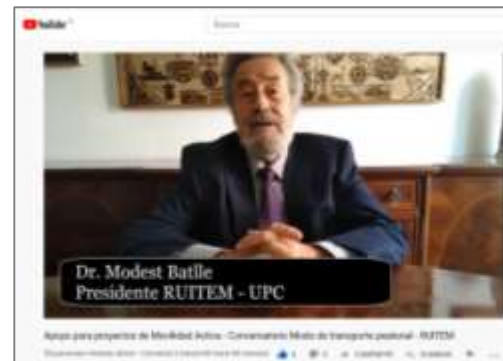 YouTube
Buscar
Dr. Modest Batlle
Presidente RUITEM - UPC
Apoyo para proyectos de Movilidad Activa - Conversatorio Modo de transporte peatonal - RUITEM